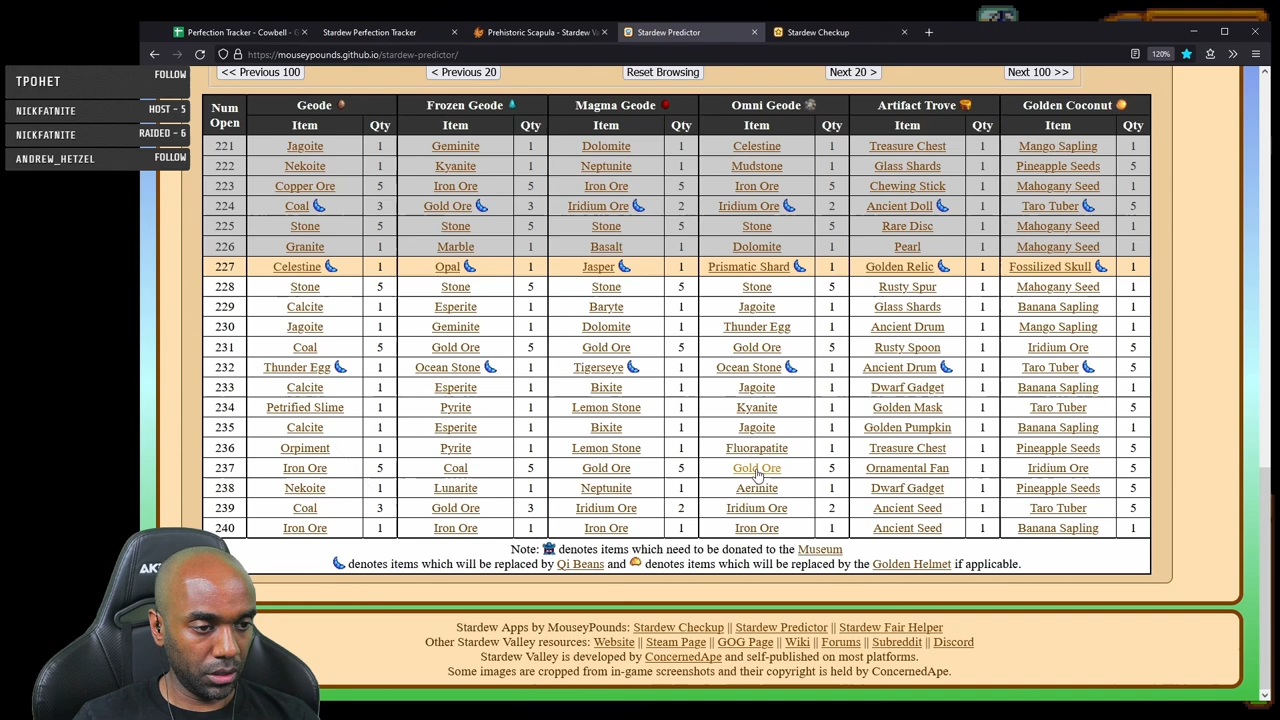 Perfection Tracker - Cowbell - G
Stardew Perfection Tracker
Prehistoric Scapula - Stardew Va
Stardew Predictor
Stardew Checkup
https://mouseypounds.github.io/stardew-predictor/
120%
TPOHET FOLLOW
NICKFATNITE HOST - 5
NICKFATNITE RAIDED - 6
ANDREW_HETZEL FOLLOW
<< Previous 100 < Previous 20 Reset Browsing Next 20 > Next 100 >>
Num Open Geode Frozen Geode Magma Geode Omni Geode Artifact Trove Golden Coconut
Item Qty Item Qty Item Qty Item Qty Item Qty Item Qty
221 Jagoite 1 Geminite 1 Dolomite 1 Celestine 1 Treasure Chest 1 Mango Sapling 1
222 Nekoite 1 Kyanite 1 Neptunite 1 Mudstone 1 Glass Shards 1 Pineapple Seeds 5
223 Copper Ore 5 Iron Ore 5 Iron Ore 5 Iron Ore 5 Chewing Stick 1 Mahogany Seed 1
224 Coal 3 Gold Ore 3 Iridium Ore 2 Iridium Ore 2 Ancient Doll 1 Taro Tuber 5
225 Stone 5 Stone 5 Stone 5 Stone 5 Rare Disc 1 Mahogany Seed 1
226 Granite 1 Marble 1 Basalt 1 Dolomite 1 Pearl 1 Mahogany Seed 1
227 Celestine 1 Opal 1 Jasper 1 Prismatic Shard 1 Golden Relic 1 Fossilized Skull 1
228 Stone 5 Stone 5 Stone 5 Stone 5 Rusty Spur 1 Mahogany Seed 1
229 Calcite 1 Esperite 1 Baryte 1 Jagoite 1 Glass Shards 1 Banana Sapling 1
230 Jagoite 1 Geminite 1 Dolomite 1 Thunder Egg 1 Ancient Drum 1 Mango Sapling 1
231 Coal 5 Gold Ore 5 Gold Ore 5 Gold Ore 5 Rusty Spoon 1 Iridium Ore 5
232 Thunder Egg 1 Ocean Stone 1 Tigerseye 1 Ocean Stone 1 Ancient Drum 1 Taro Tuber 5
233 Calcite 1 Esperite 1 Bixite 1 Jagoite 1 Dwarf Gadget 1 Banana Sapling 1
234 Petrified Slime 1 Pyrite 1 Lemon Stone 1 Kyanite 1 Golden Mask 1 Taro Tuber 5
235 Calcite 1 Esperite 1 Bixite 1 Jagoite 1 Golden Pumpkin 1 Banana Sapling 1
236 Orpiment 1 Pyrite 1 Lemon Stone 1 Fluorapatite 1 Treasure Chest 1 Pineapple Seeds 5
237 Iron Ore 5 Coal 5 Gold Ore 5 Gold Ore 5 Ornamental Fan 1 Iridium Ore 5
238 Nekoite 1 Lunarite 1 Neptunite 1 Aerinite 1 Dwarf Gadget 1 Pineapple Seeds 5
239 Coal 3 Gold Ore 3 Iridium Ore 2 Iridium Ore 2 Ancient Seed 1 Taro Tuber 5
240 Iron Ore 1 Iron Ore 1 Iron Ore 1 Iron Ore 1 Ancient Seed 1 Banana Sapling 1
Note: denotes items which need to be donated to the Museum
denotes items which will be replaced by Qi Beans and denotes items which will be replaced by the Golden Helmet if applicable.
Stardew Apps by MouseyPounds: Stardew Checkup || Stardew Predictor || Stardew Fair Helper
Other Stardew Valley resources: Website || Steam Page || GOG Page || Wiki || Forums || Subreddit || Discord
Stardew Valley is developed by ConcernedApe and self-published on most platforms.
Some images are cropped from in-game screenshots and their copyright is held by ConcernedApe.